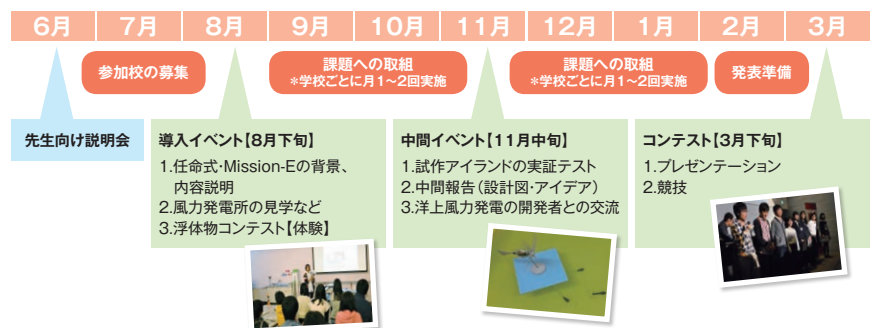 6月 7月 8月 9月 10月 11月 12月 1月 2月 3月
参加校の募集
課題への取組
*学校ごとに月1〜2回実施
課題への取組
*学校ごとに月1〜2回実施
発表準備
先生向け説明会
導入イベント【8月下旬】
1.任命式・Mission-Eの背景、
内容説明
2.風力発電所の見学など
3.浮体物コンテスト【体験】
中間イベント【11月中旬】
1.試作アイランドの実証テスト
2.中間報告(設計図・アイデア)
3.洋上風力発電の開発者との交流
コンテスト【3月下旬】
1.プレゼンテーション
2.競技